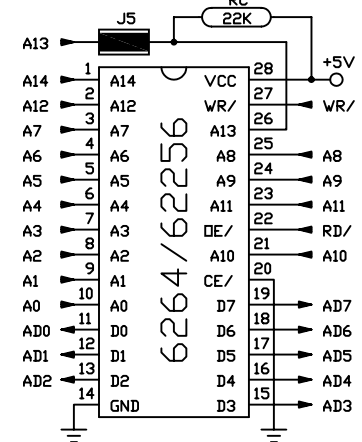 RC
J5 22K
A13
+5V
A14 1 A14 VCC 28
A12 2 A12 WR/ 27 WR/
A7 3 A7 A13 26
A6 4 A6 A8 25 A8
A5 5 A5 A9 24 A9
A4 6 A4 A11 23 A11
A3 7 A3 OE/ 22 RD/
A2 8 A2 A10 21 A10
A1 9 A1 CE/ 20
A0 10 A0 D7 19 AD7
AD0 11 D0 D6 18 AD6
AD1 12 D1 D5 17 AD5
AD2 13 D2 D4 16 AD4
14 GND D3 15 AD3
6264/62256